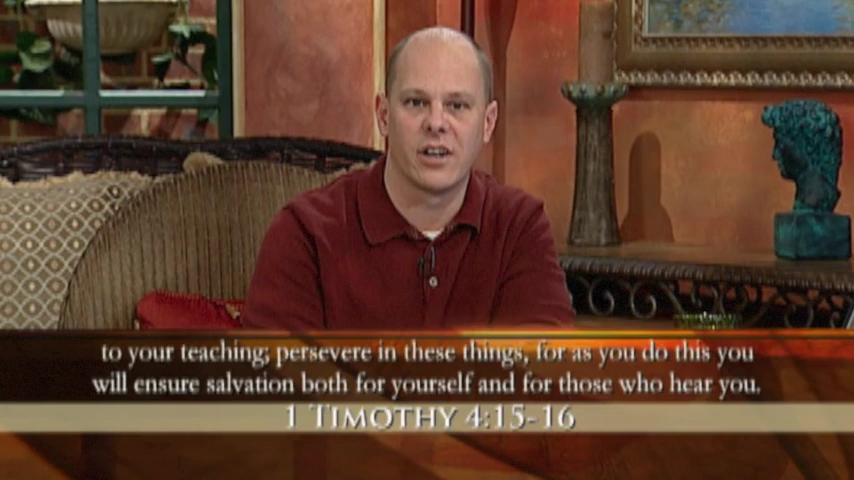 to your teaching; persevere in these things, for as you do this you
will ensure salvation both for yourself and for those who hear you.
1 TIMOTHY 4:15-16